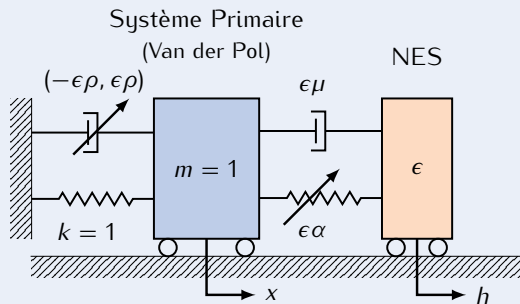 Système Primaire
(Van der Pol)
NES
(−ϵρ, ϵρ)
ϵμ
m = 1
ϵ
k = 1
ϵα
x
h